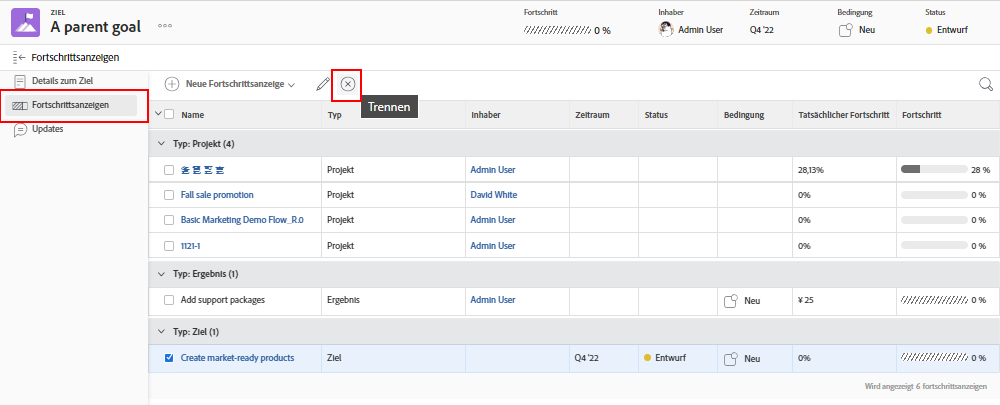 ZIEL
A parent goal
Fortschritt
0 %
Inhaber
Admin User
Zeitraum
Q4 '22
Bedingung
Neu
Status
Entwurf
Fortschrittsanzeigen
Details zum Ziel
Fortschrittsanzeigen
Updates
Neue Fortschrittsanzeige
Trennen
Name Typ Inhaber Zeitraum Status Bedingung Tatsächlicher Fortschritt Fortschritt
Typ: Projekt (4)
Projekt Admin User 28,13% 28 %
Fall sale promotion Projekt David White 0% 0 %
Basic Marketing Demo Flow_R.0 Projekt Admin User 0% 0 %
1121-1 Projekt Admin User 0% 0 %
Typ: Ergebnis (1)
Add support packages Ergebnis Admin User Neu ¥ 25 0 %
Typ: Ziel (1)
Create market-ready products Ziel Q4 '22 Entwurf Neu 0% 0 %
Wird angezeigt 6 fortschrittsanzeigen